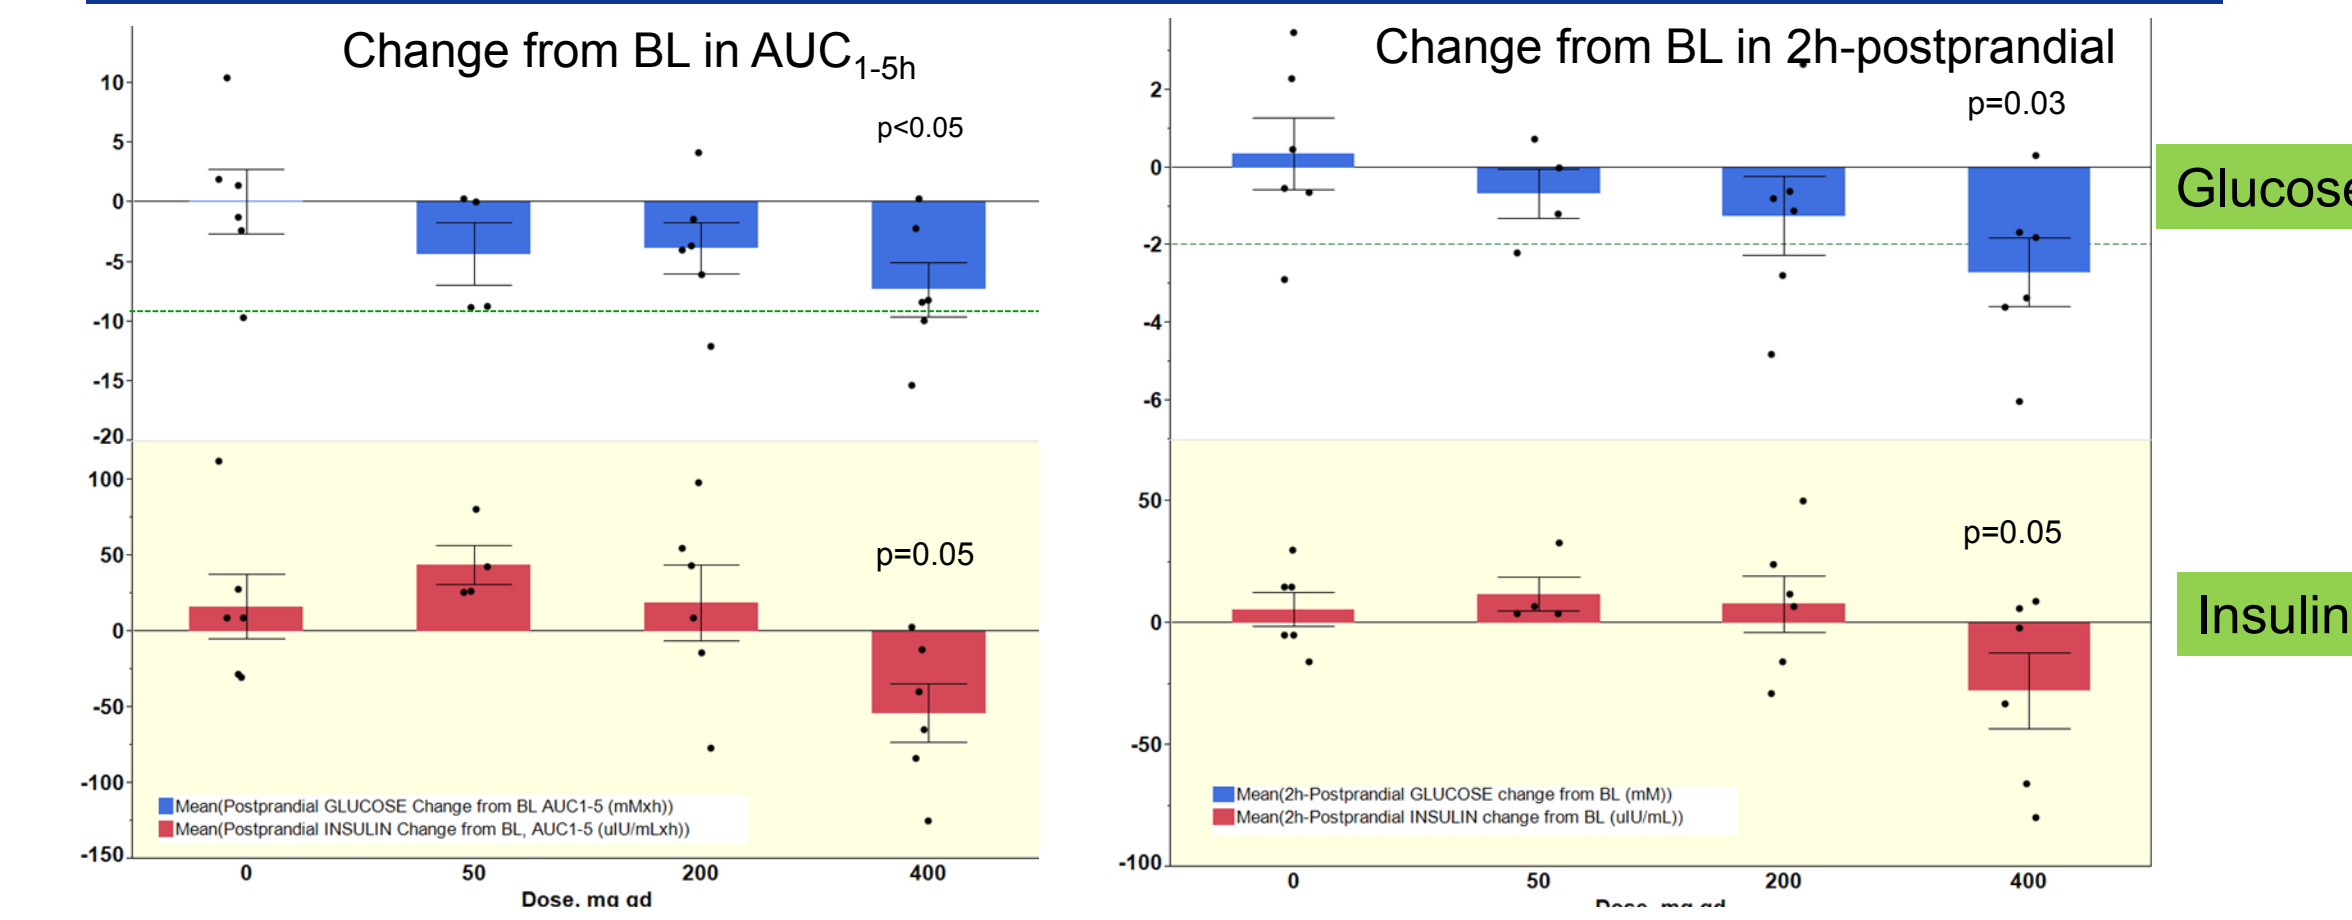 Change from BL in AUC1-5h
p<0.05
10
5
0
-5
-10
-15
-20
p=0.05
100
50
0
-50
-100
-150
Mean(Postprandial GLUCOSE Change from BL AUC1-5 (mMxh))
Mean(Postprandial INSULIN Change from BL, AUC1-5 (uIU/mLxh))
0 50 200 400
Dose, mg qd
Change from BL in 2h-postprandial
p=0.03
2
0
-2
-4
-6
Glucose
p=0.05
50
0
-50
-100
Insulin
Mean(2h-Postprandial GLUCOSE change from BL (mM))
Mean(2h-Postprandial INSULIN change from BL (uIU/mL))
0 50 200 400
Dose, mg qd